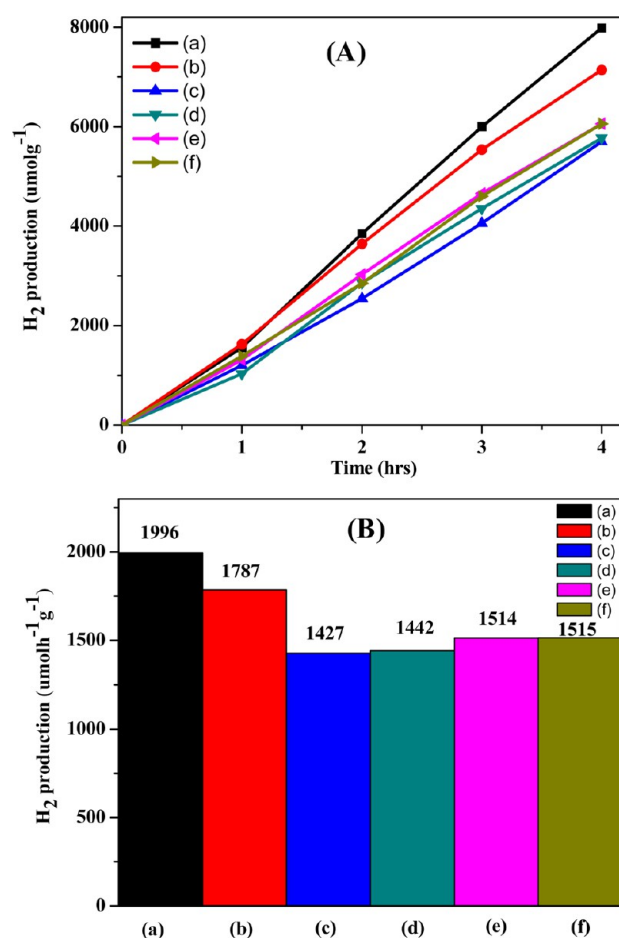 (A)
(a)
(b)
(c)
(d)
(e)
(f)
8000
6000
4000
2000
0
H2 production (umolg-1)
0 1 2 3 4
Time (hrs)
(B)
(a)
(b)
(c)
(d)
(e)
(f)
2000
1500
1000
500
0
H2 production (umolh-1g-1)
1996
1787
1427
1442
1514
1515
(a) (b) (c) (d) (e) (f)